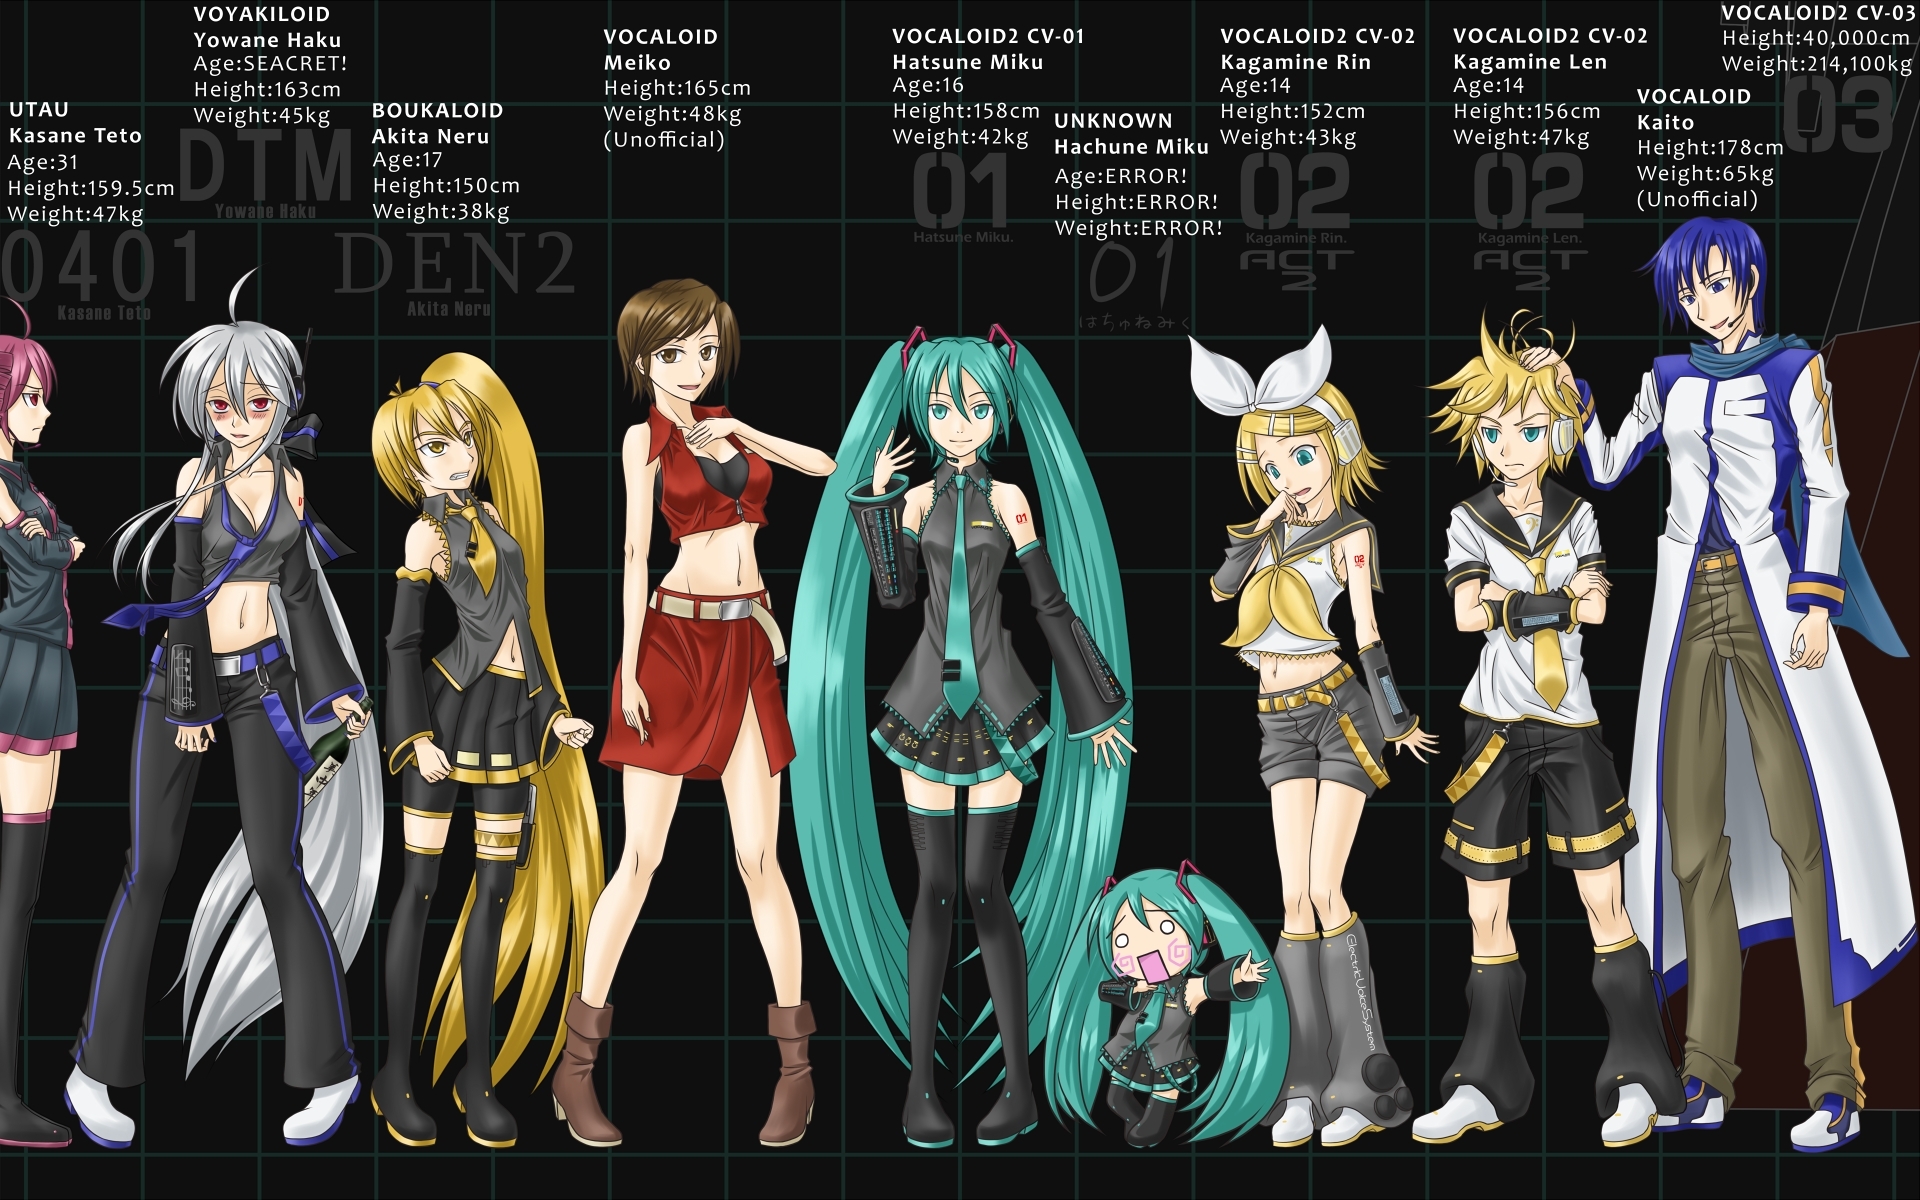 UTAU
Kasane Teto
Age:31
Height:159.5cm
Weight:47kg
0401
Kasane Teto
VOYAKILOID
Yowane Haku
Age:SEACRET!
Height:163cm
Weight:45kg
DTM
Yowane Haku
BOUKALOID
Akita Neru
Age:17
Height:150cm
Weight:38kg
DEN2
Akita Neru
VOCALOID
Meiko
Height:165cm
Weight:48kg
(Unofficial)
VOCALOID2 CV-01
Hatsune Miku
Age:16
Height:158cm
Weight:42kg
01
Hatsune Miku.
UNKNOWN
Hachune Miku
Age:ERROR!
Height:ERROR!
Weight:ERROR!
01
はちゅねみく
VOCALOID2 CV-02
Kagamine Rin
Age:14
Height:152cm
Weight:43kg
02
Kagamine Rin.
ACT
2
VOCALOID2 CV-02
Kagamine Len
Age:14
Height:156cm
Weight:47kg
02
Kagamine Len.
ACT
2
VOCALOID
Kaito
Height:178cm
Weight:65kg
(Unofficial)
VOCALOID2 CV-03
Height:40,000cm
Weight:214,100kg
03
01
02
ElectricVoiceSystem